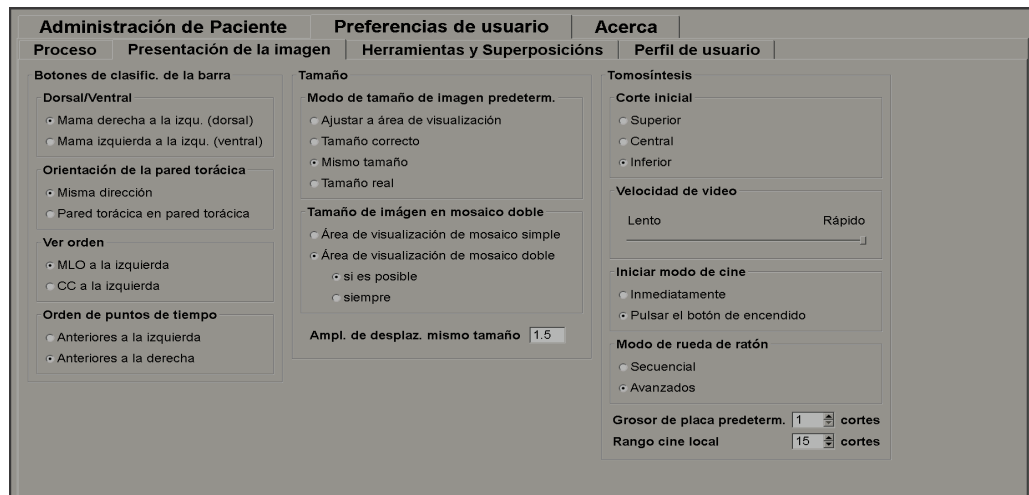 Administración de Paciente Preferencias de usuario Acerca
Proceso Presentación de la imagen Herramientas y Superposicións Perfil de usuario
Botones de clasific. de la barra
Dorsal/Ventral
Mama derecha a la izqu. (dorsal)
Mama izquierda a la izqu. (ventral)
Orientación de la pared torácica
Misma dirección
Pared torácica en pared torácica
Ver orden
MLO a la izquierda
CC a la izquierda
Orden de puntos de tiempo
Anteriores a la izquierda
Anteriores a la derecha
Tamaño
Modo de tamaño de imagen predeterm.
Ajustar a área de visualización
Tamaño correcto
Mismo tamaño
Tamaño real
Tamaño de imágen en mosaico doble
Área de visualización de mosaico simple
Área de visualización de mosaico doble
si es posible
siempre
Ampl. de desplaz. mismo tamaño 1.5
Tomosíntesis
Corte inicial
Superior
Central
Inferior
Velocidad de video
Lento Rápido
Iniciar modo de cine
Inmediatamente
Pulsar el botón de encendido
Modo de rueda de ratón
Secuencial
Avanzados
Grosor de placa predeterm. 1 cortes
Rango cine local 15 cortes